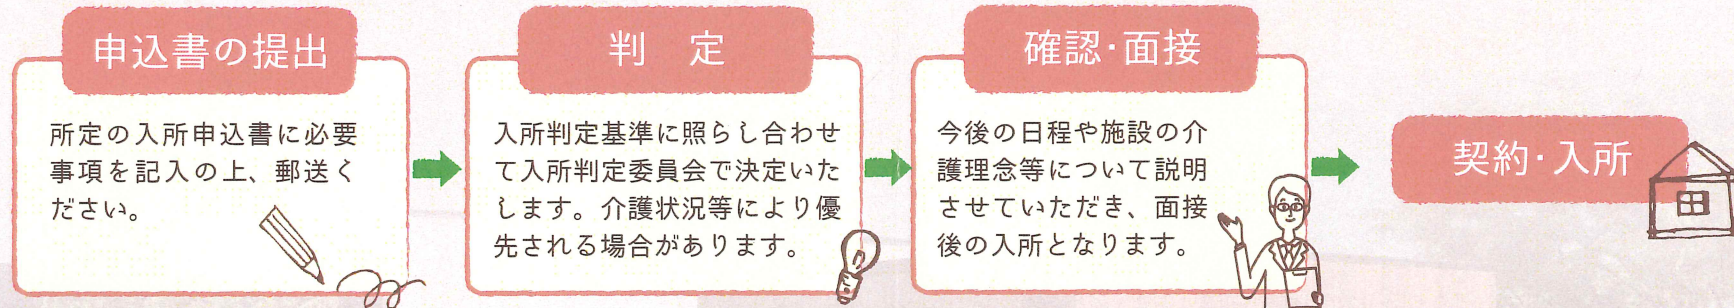 申込書の提出
所定の入所申込書に必要
事項を記入の上、郵送く
ださい。
判　定
入所判定基準に照らし合わせ
て入所判定委員会で決定いた
します。介護状況等により優
先される場合があります。
確認・面接
今後の日程や施設の介
護理念等について説明
させていただき、面接
後の入所となります。
契約・入所